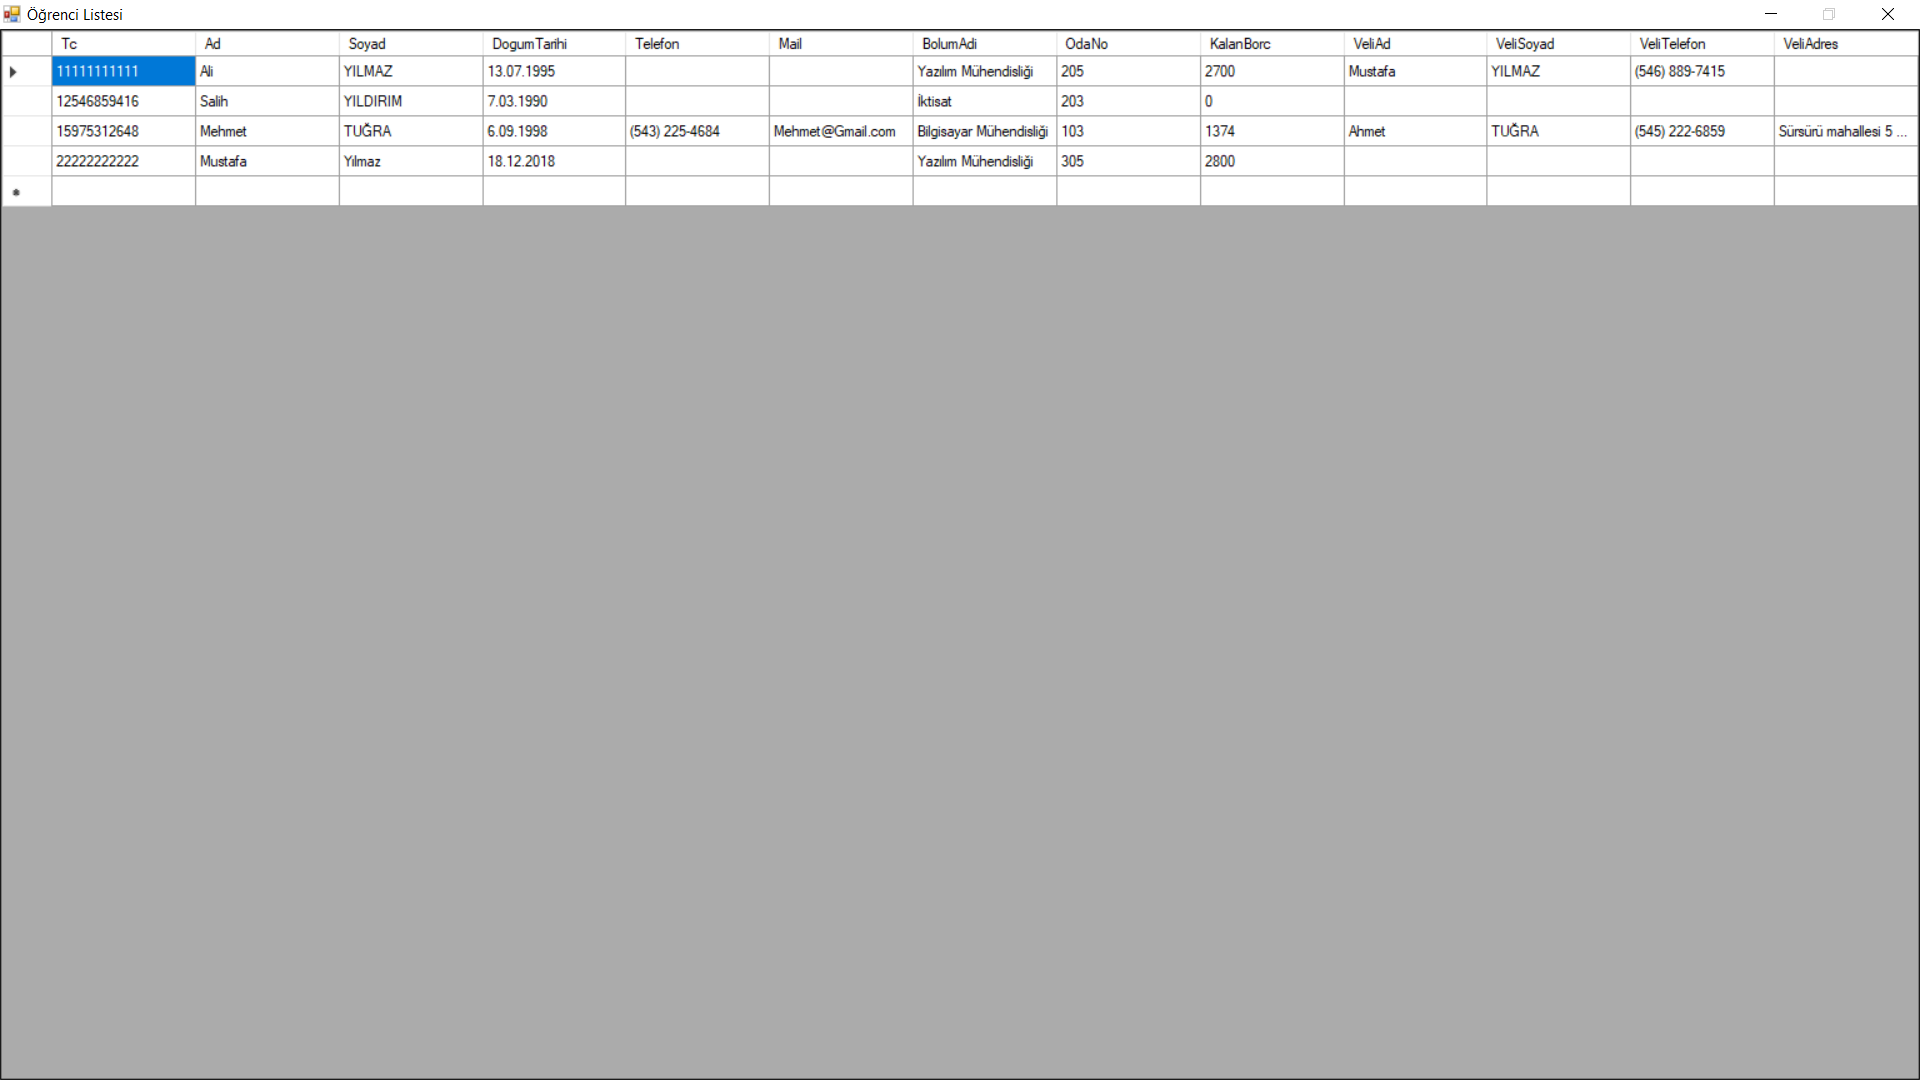 Öğrenci Listesi
Tc Ad Soyad DogumTarihi Telefon Mail BolumAdi OdaNo KalanBorc VeliAd VeliSoyad VeliTelefon VeliAdres
11111111111 Ali YILMAZ 13.07.1995 Yazılım Mühendisliği 205 2700 Mustafa YILMAZ (546) 889-7415
12546859416 Salih YILDIRIM 7.03.1990 İktisat 203 0
15975312648 Mehmet TUĞRA 6.09.1998 (543) 225-4684 Mehmet@Gmail.com Bilgisayar Mühendisliği 103 1374 Ahmet TUĞRA (545) 222-6859 Sürsürü mahallesi 5 ...
22222222222 Mustafa Yılmaz 18.12.2018 Yazılım Mühendisliği 305 2800